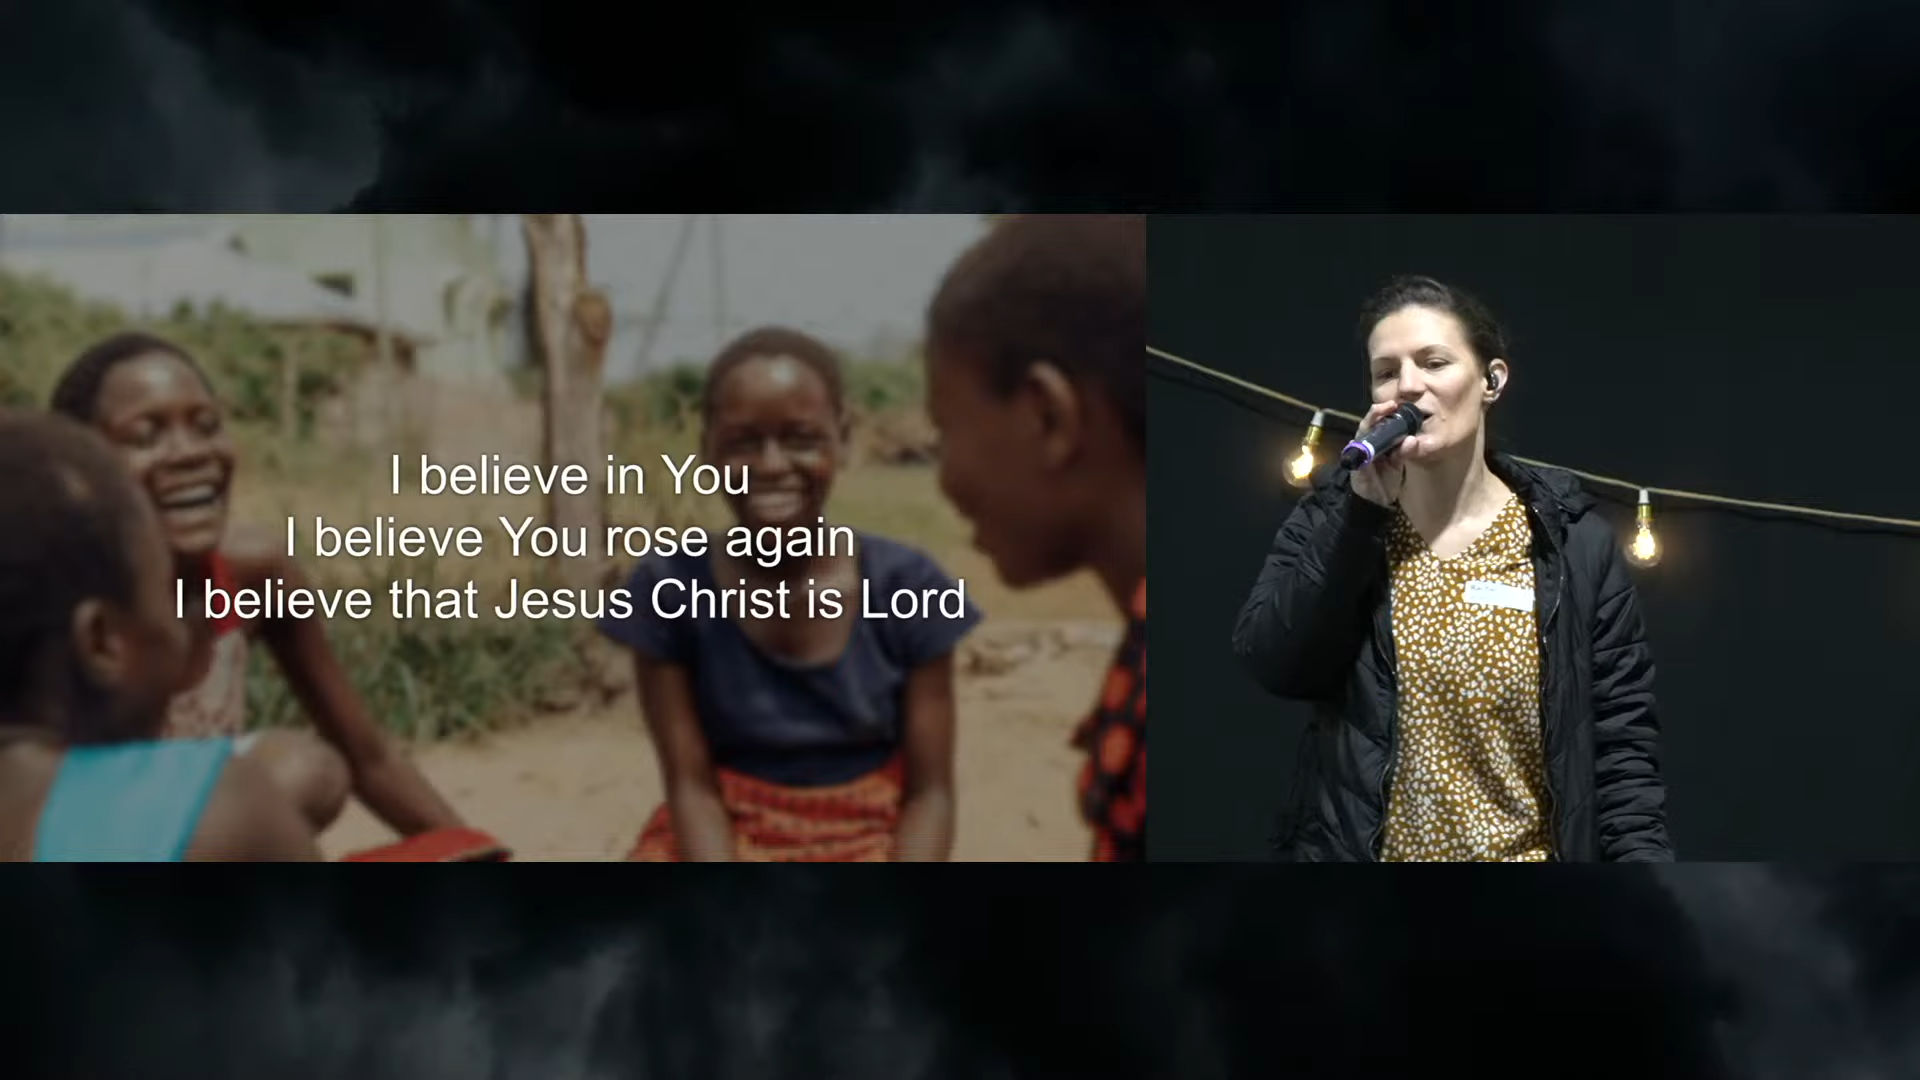 I believe in You
I believe You rose again
I believe that Jesus Christ is Lord